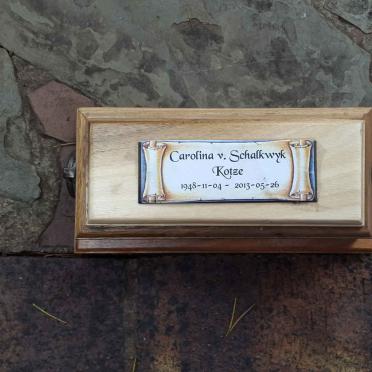 Carolina v. Schalkwyk
Kotze
1948-11-04 - 2013-05-26